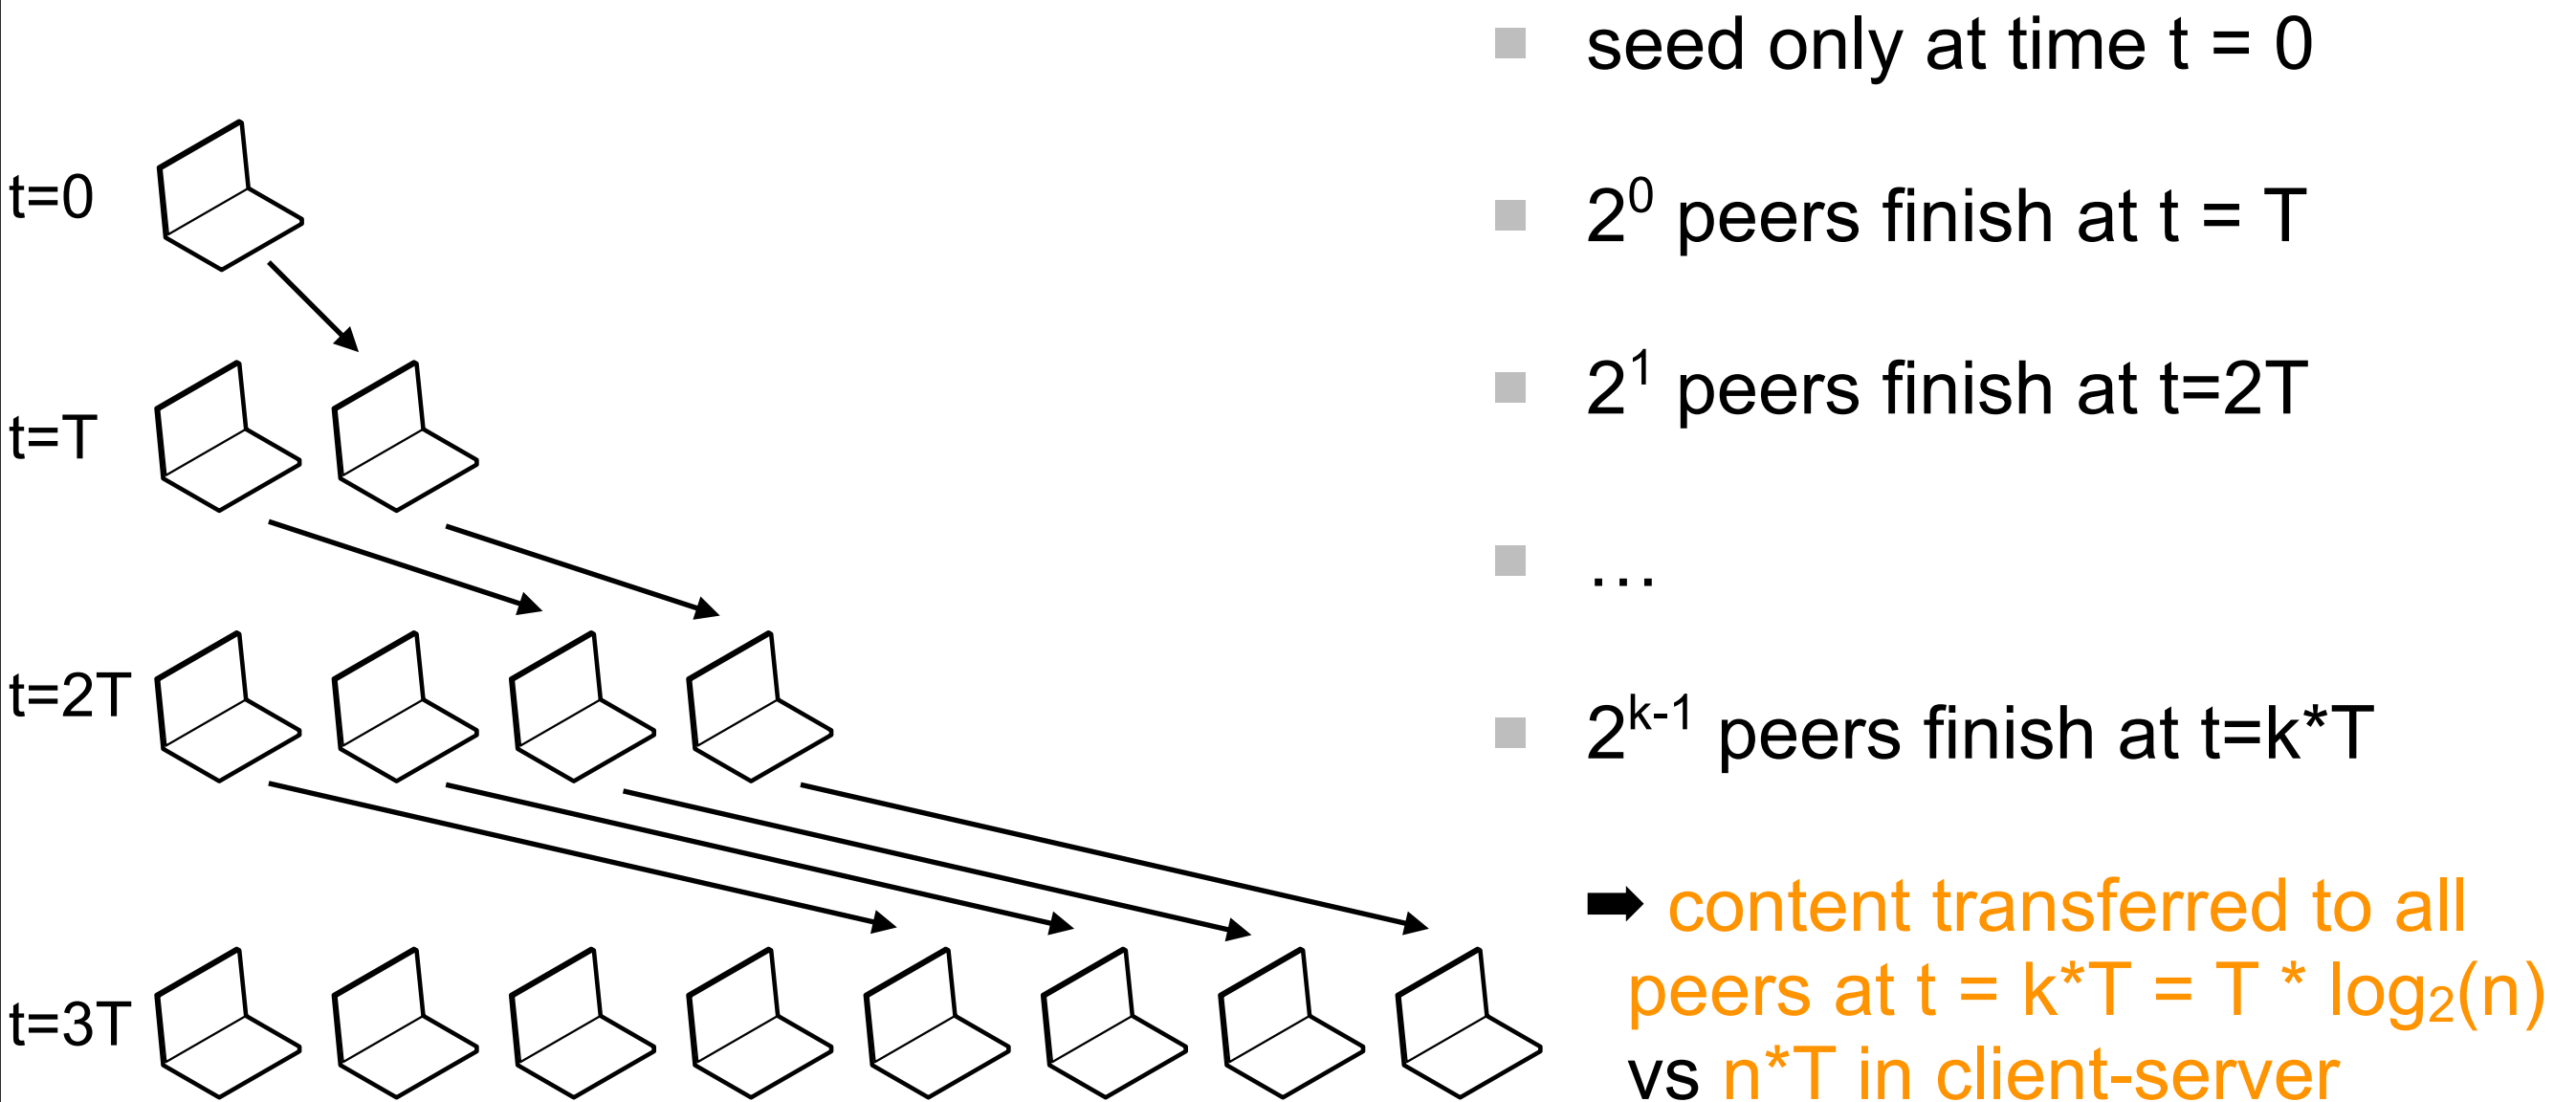 t=0
t=T
t=2T
t=3T
seed only at time t = 0
2⁰ peers finish at t = T
2¹ peers finish at t=2T
…
2ᵏ⁻¹ peers finish at t=k*T
➡ content transferred to all
peers at t = k*T = T * log₂(n)
vs n*T in client-server